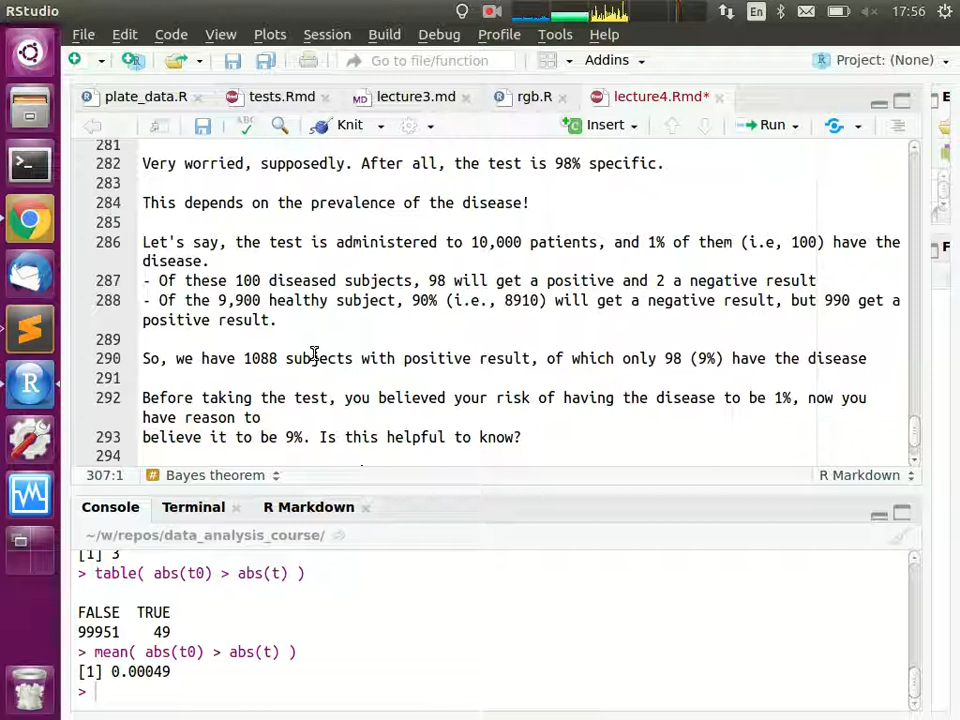 RStudio
En
17:56
File Edit Code View Plots Session Build Debug Profile Tools Help
Go to file/function
Addins
Project: (None)
plate_data.R
tests.Rmd
MD lecture3.md
rgb.R
lecture4.Rmd*
Knit
Insert
Run
281
282 Very worried, supposedly. After all, the test is 98% specific.
283
284 This depends on the prevalence of the disease!
285
286 Let's say, the test is administered to 10,000 patients, and 1% of them (i.e, 100) have the
disease.
287 - Of these 100 diseased subjects, 98 will get a positive and 2 a negative result
288 - Of the 9,900 healthy subject, 90% (i.e., 8910) will get a negative result, but 990 get a
positive result.
289
290 So, we have 1088 subjects with positive result, of which only 98 (9%) have the disease
291
292 Before taking the test, you believed your risk of having the disease to be 1%, now you
have reason to
293 believe it to be 9%. Is this helpful to know?
294
307:1 # Bayes theorem R Markdown
Console Terminal R Markdown
~/w/repos/data_analysis_course/
[1] 3
> table( abs(t0) > abs(t) )
FALSE TRUE
99951 49
> mean( abs(t0) > abs(t) )
[1] 0.00049
>